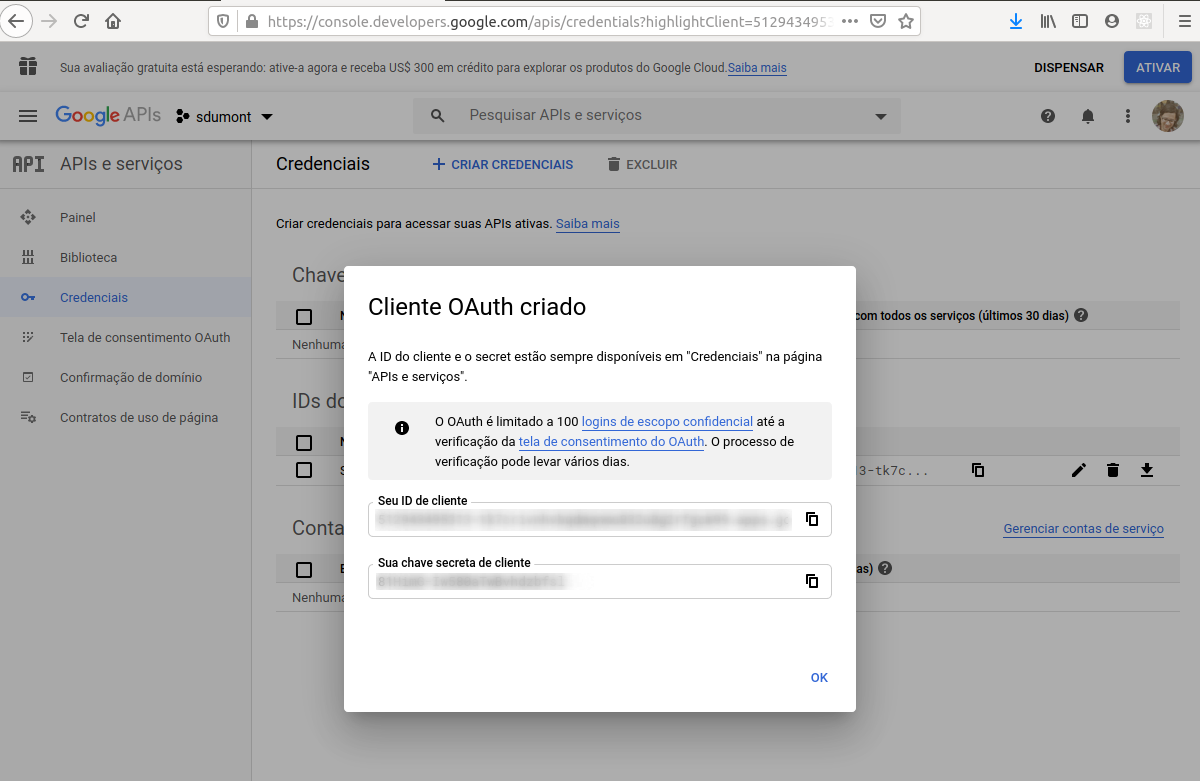 https://console.developers.google.com/apis/credentials?highlightClient=5129434953
Sua avaliação gratuita está esperando: ative-a agora e receba US$ 300 em crédito para explorar os produtos do Google Cloud. Saiba mais
DISPENSAR
ATIVAR
Google APIs
sdumont
Pesquisar APIs e serviços
API APIs e serviços
Credenciais
CRIAR CREDENCIAIS
EXCLUIR
Painel
Biblioteca
Credenciais
Tela de consentimento OAuth
Confirmação de domínio
Contratos de uso de página
Criar credenciais para acessar suas APIs ativas. Saiba mais
Chave
com todos os serviços (últimos 30 dias)
Nenhuma
IDs do
13-tk7c...
Conta
Gerenciar contas de serviço
as)
Nenhuma
Cliente OAuth criado
A ID do cliente e o secret estão sempre disponíveis em "Credenciais" na página
"APIs e serviços".
O OAuth é limitado a 100 logins de escopo confidencial até a
verificação da tela de consentimento do OAuth. O processo de
verificação pode levar vários dias.
Seu ID de cliente
Sua chave secreta de cliente
OK